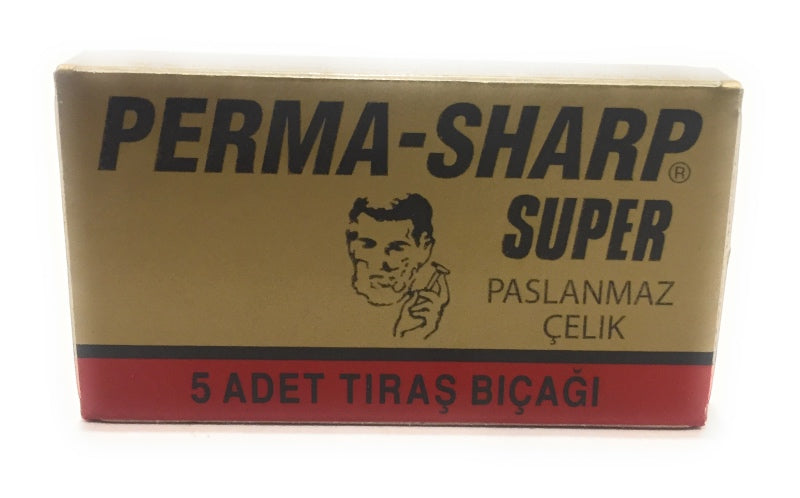 PERMA-SHARP®
SUPER
PASLANMAZ
ÇELIK
5 ADET TIRAŞ BIÇAĞI